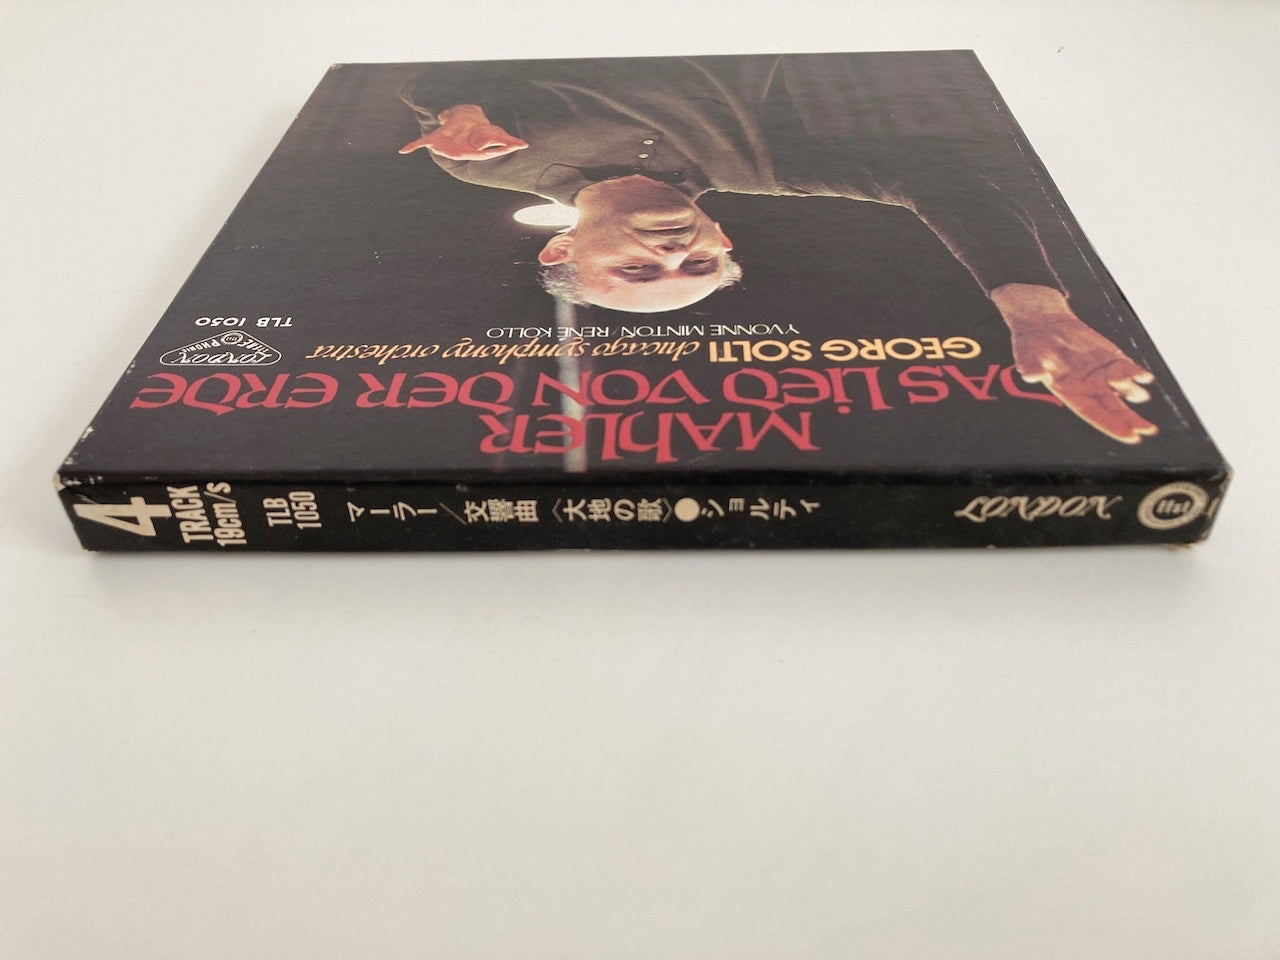 MAhLER
DAS LIED VON DER ERDE
GEORG SOLTI chicago symphony orchestra
YVONNE MINTON/RENÉ KOLLO
LONDON
TLB 1050
4
TRACK
19cm/s
TLB
1050
マーラー/交響曲〈大地の歌〉●ショルティ
LONDON
ffss